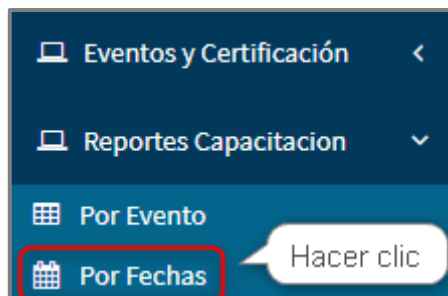 Eventos y Certificación
Reportes Capacitacion
Por Evento
Por Fechas
Hacer clic